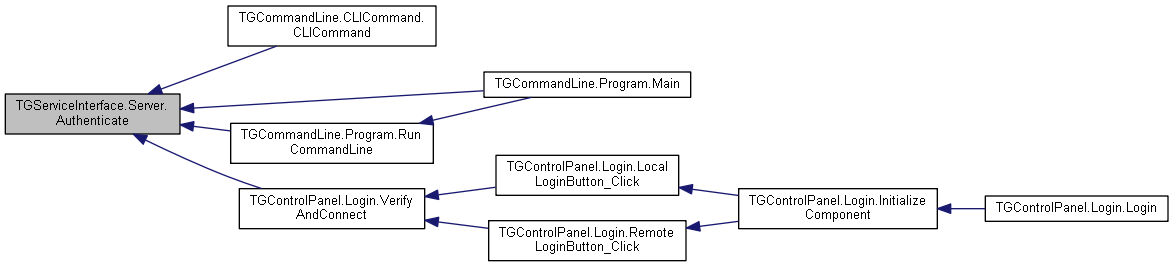 TGCommandLine.CLICommand.
CLICommand
TGCommandLine.Program.Main
TGServiceInterface.Server.
Authenticate
TGCommandLine.Program.Run
CommandLine
TGControlPanel.Login.Local
LoginButton_Click
TGControlPanel.Login.Verify
AndConnect
TGControlPanel.Login.Initialize
Component
TGControlPanel.Login.Login
TGControlPanel.Login.Remote
LoginButton_Click